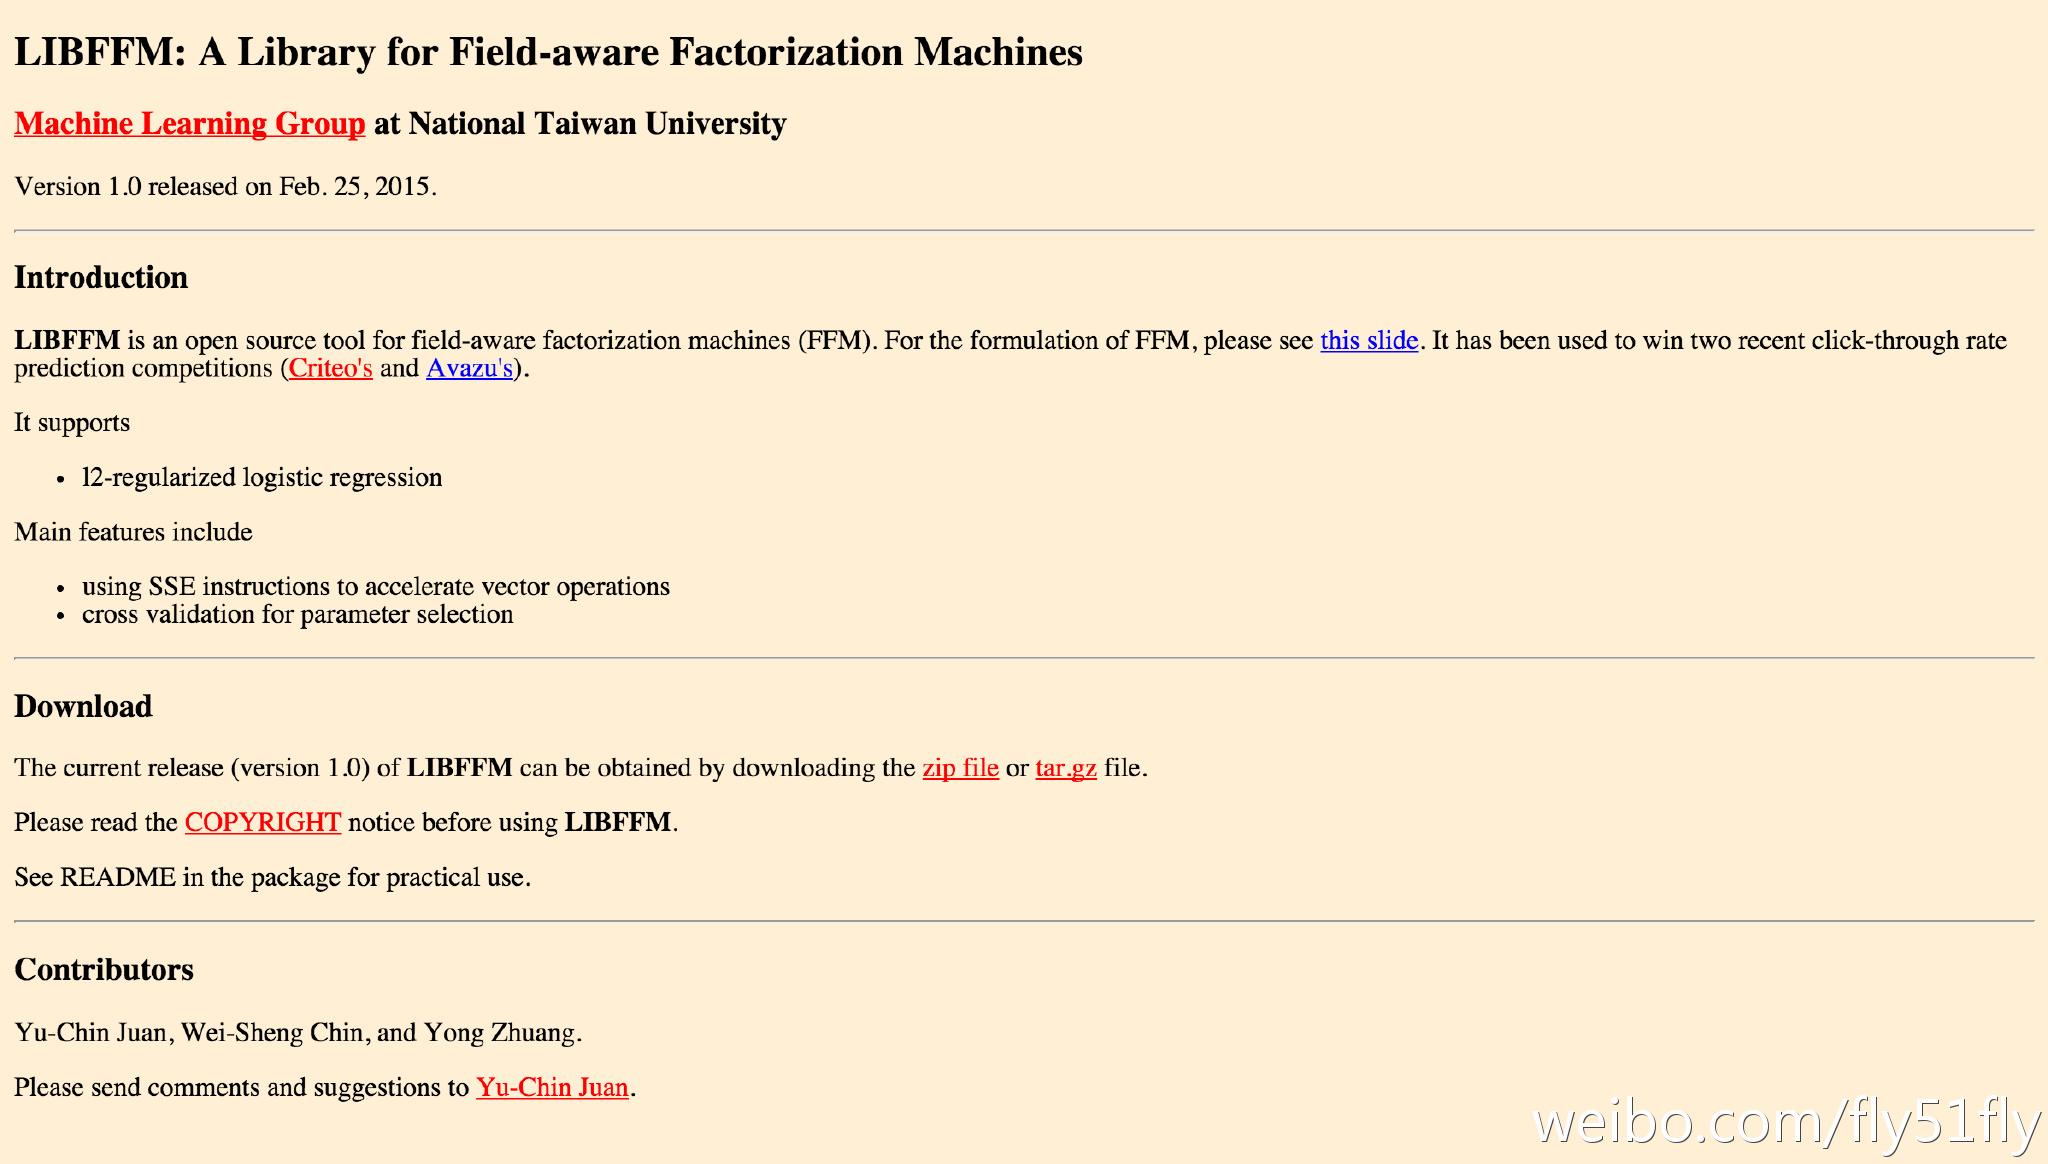 LIBFFM: A Library for Field-aware Factorization Machines
Machine Learning Group at National Taiwan University
Version 1.0 released on Feb. 25, 2015.
Introduction
LIBFFM is an open source tool for field-aware factorization machines (FFM). For the formulation of FFM, please see this slide. It has been used to win two recent click-through rate
prediction competitions (Criteo's and Avazu's).
It supports
• l2-regularized logistic regression
Main features include
• using SSE instructions to accelerate vector operations
• cross validation for parameter selection
Download
The current release (version 1.0) of LIBFFM can be obtained by downloading the zip file or tar.gz file.
Please read the COPYRIGHT notice before using LIBFFM.
See README in the package for practical use.
Contributors
Yu-Chin Juan, Wei-Sheng Chin, and Yong Zhuang.
Please send comments and suggestions to Yu-Chin Juan.
weibo.com/fly51fly